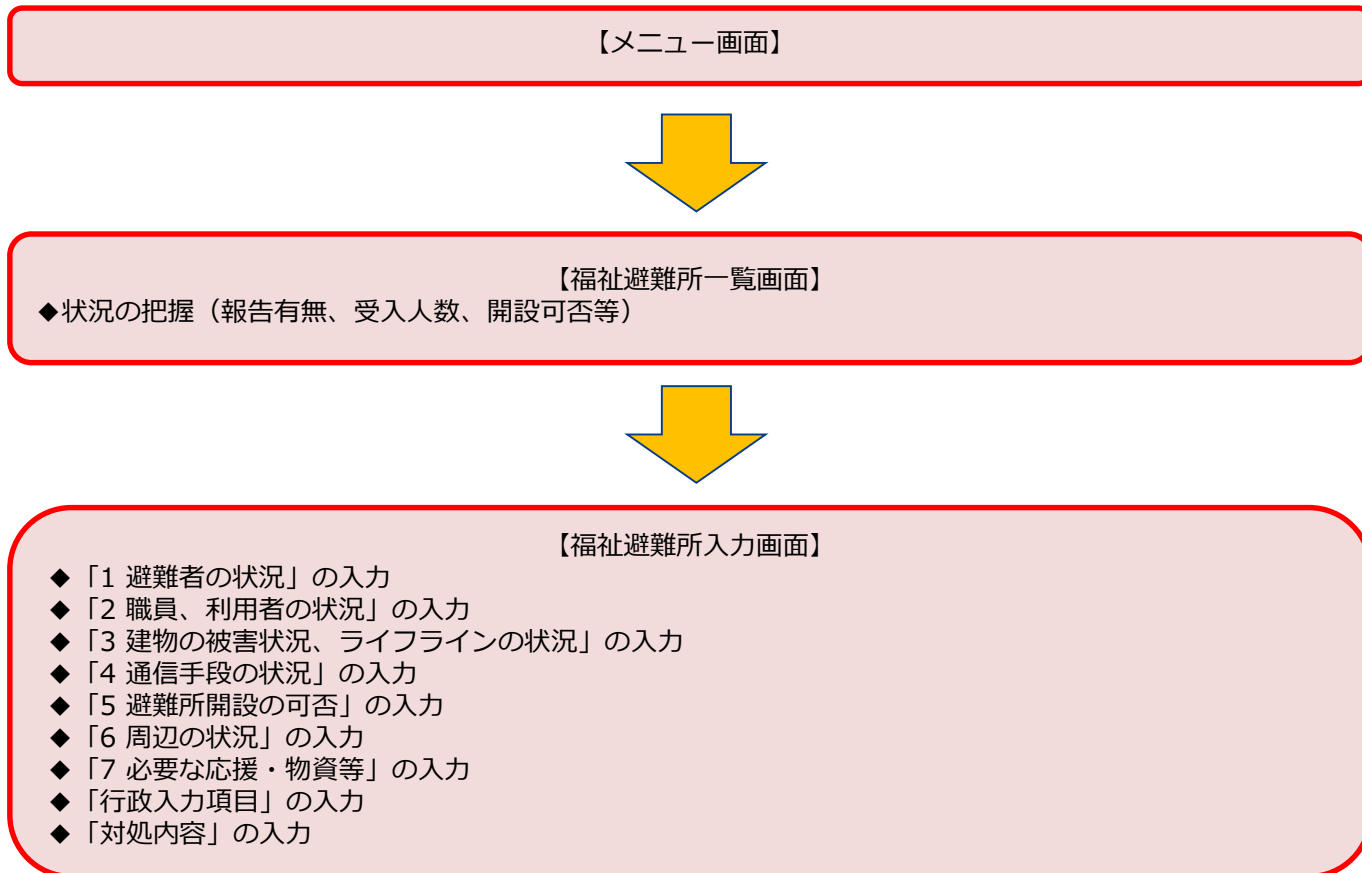 【メニュー画面】
【福祉避難所一覧画面】
◆状況の把握（報告有無、受入人数、開設可否等）
【福祉避難所入力画面】
◆「1 避難者の状況」の入力
◆「2 職員、利用者の状況」の入力
◆「3 建物の被害状況、ライフラインの状況」の入力
◆「4 通信手段の状況」の入力
◆「5 避難所開設の可否」の入力
◆「6 周辺の状況」の入力
◆「7 必要な応援・物資等」の入力
◆「行政入力項目」の入力
◆「対処内容」の入力